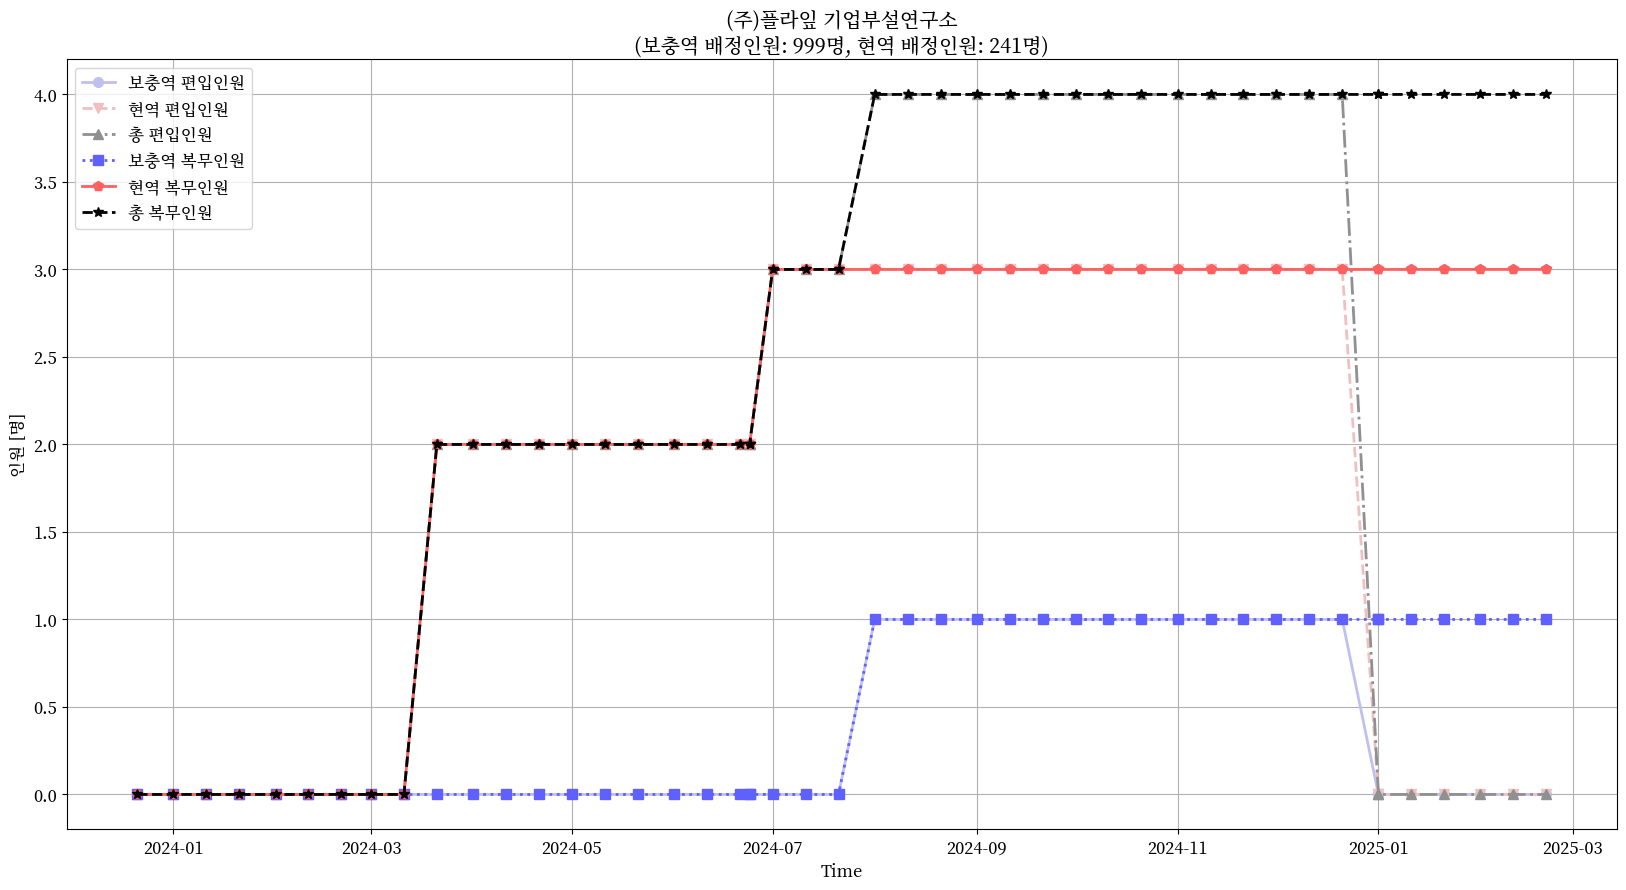 (주)플라잎 기업부설연구소
(보충역 배정인원: 999명, 현역 배정인원: 241명)
보충역 편입인원
현역 편입인원
총 편입인원
보충역 복무인원
현역 복무인원
총 복무인원
4.0
3.5
3.0
2.5
2.0
1.5
1.0
0.5
0.0
인원 [명]
2024-01
2024-03
2024-05
2024-07
2024-09
2024-11
2025-01
2025-03
Time